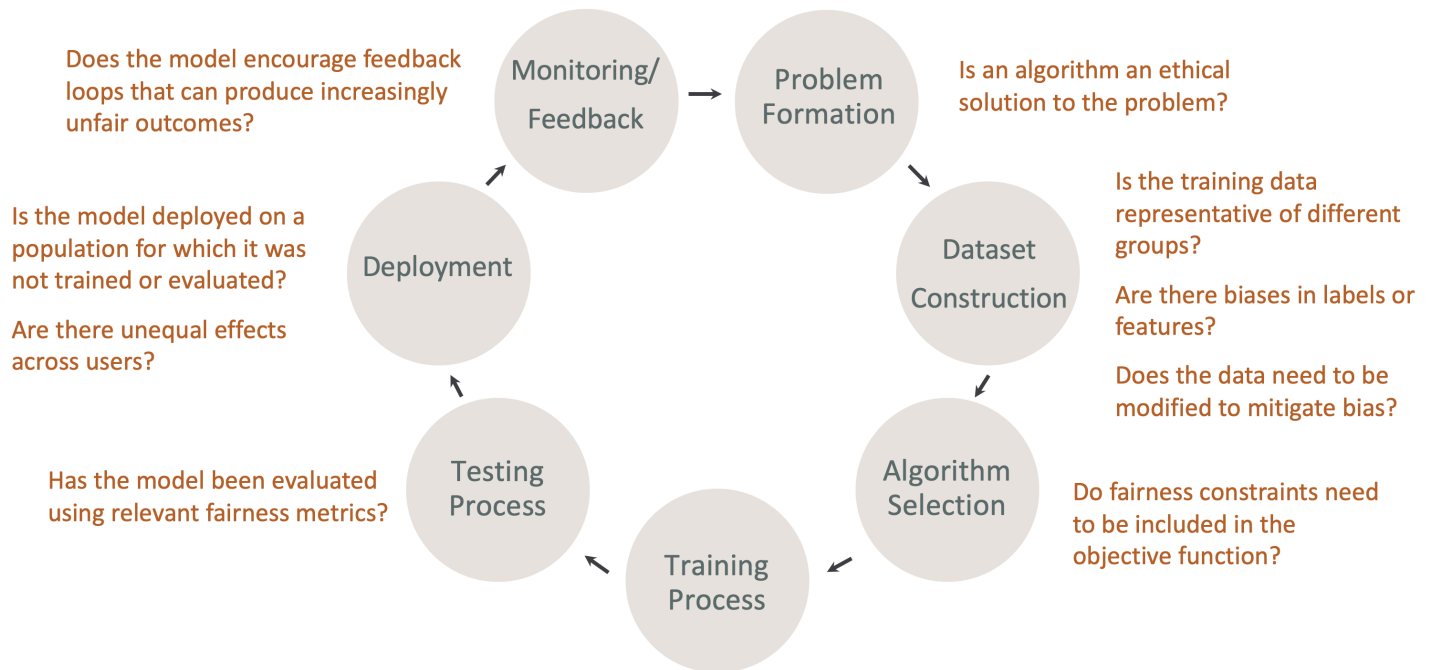 Does the model encourage feedback
loops that can produce increasingly
unfair outcomes?
Monitoring/
Feedback
Problem
Formation
Is an algorithm an ethical
solution to the problem?
Is the model deployed on a
population for which it was
not trained or evaluated?
Are there unequal effects
across users?
Deployment
Dataset
Construction
Is the training data
representative of different
groups?
Are there biases in labels or
features?
Does the data need to be
modified to mitigate bias?
Has the model been evaluated
using relevant fairness metrics?
Testing
Process
Training
Process
Algorithm
Selection
Do fairness constraints need
to be included in the
objective function?